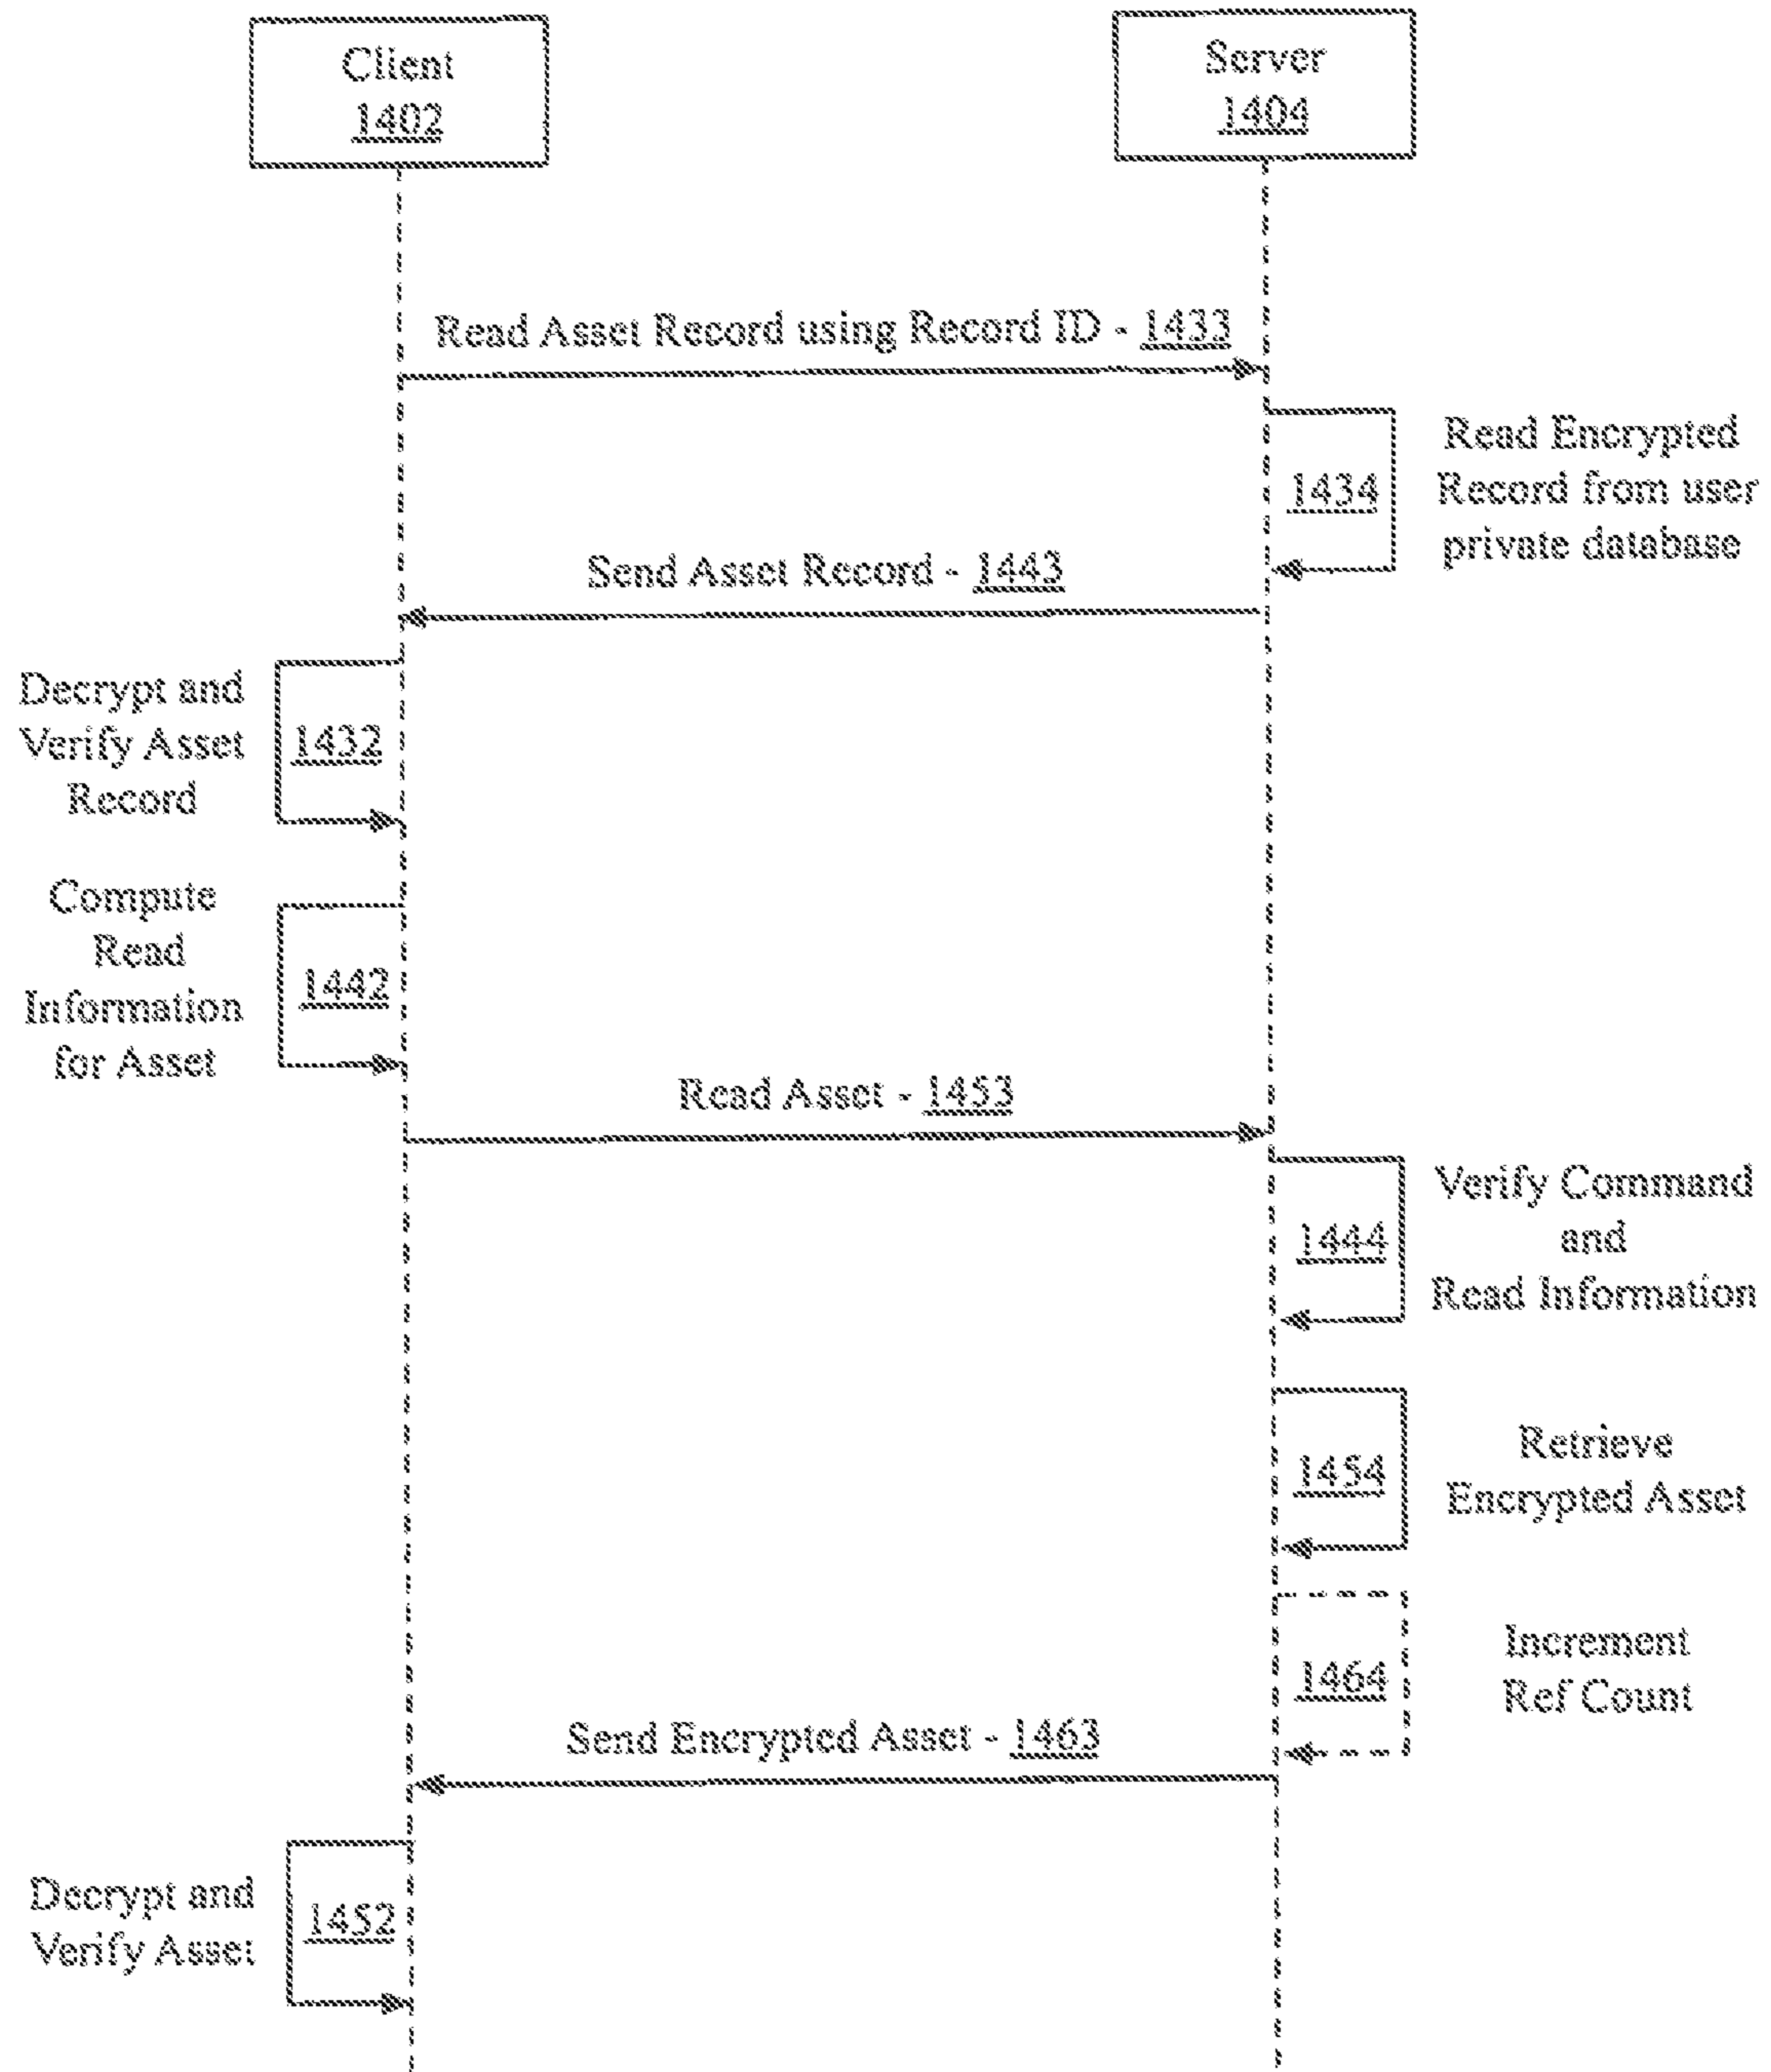 Client
1402
Server
1404
Read Asset Record using Record ID - 1433
Read Encrypted
Record from user
private database
1434
Send Asset Record - 1443
Decrypt and
Verify Asset
Record
1432
Compute
Read
Information
for Asset
1442
Read Asset - 1453
Verify Command
and
Read Information
1444
Retrieve
Encrypted Asset
1454
Increment
Ref Count
1464
Send Encrypted Asset - 1463
Decrypt and
Verify Asset
1452